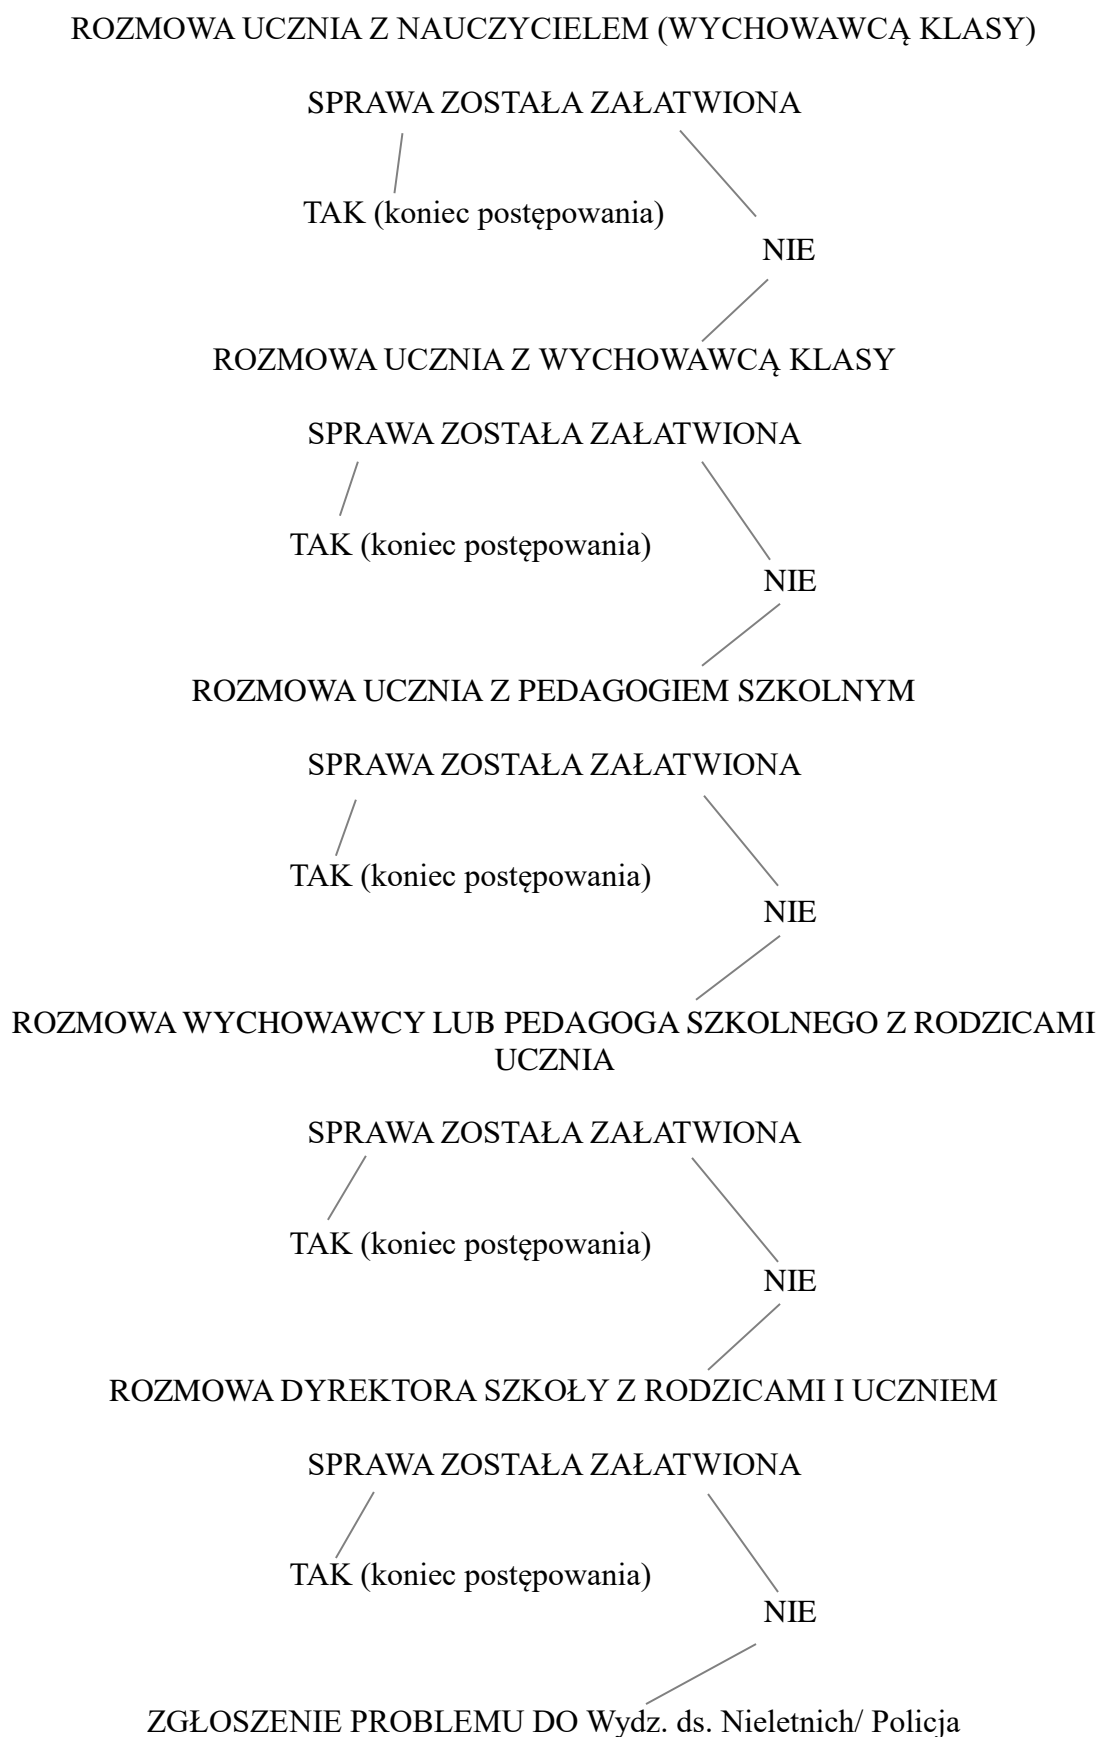 ROZMOWA UCZNIA Z NAUCZYCIELEM (WYCHOWAWCĄ KLASY)
SPRAWA ZOSTAŁA ZAŁATWIONA
TAK (koniec postępowania)
NIE
ROZMOWA UCZNIA Z WYCHOWAWCĄ KLASY
SPRAWA ZOSTAŁA ZAŁATWIONA
TAK (koniec postępowania)
NIE
ROZMOWA UCZNIA Z PEDAGOGIEM SZKOLNYM
SPRAWA ZOSTAŁA ZAŁATWIONA
TAK (koniec postępowania)
NIE
ROZMOWA WYCHOWAWCY LUB PEDAGOGA SZKOLNEGO Z RODZICAMI
UCZNIA
SPRAWA ZOSTAŁA ZAŁATWIONA
TAK (koniec postępowania)
NIE
ROZMOWA DYREKTORA SZKOŁY Z RODZICAMI I UCZNIEM
SPRAWA ZOSTAŁA ZAŁATWIONA
TAK (koniec postępowania)
NIE
ZGŁOSZENIE PROBLEMU DO Wydz. ds. Nieletnich/ Policja